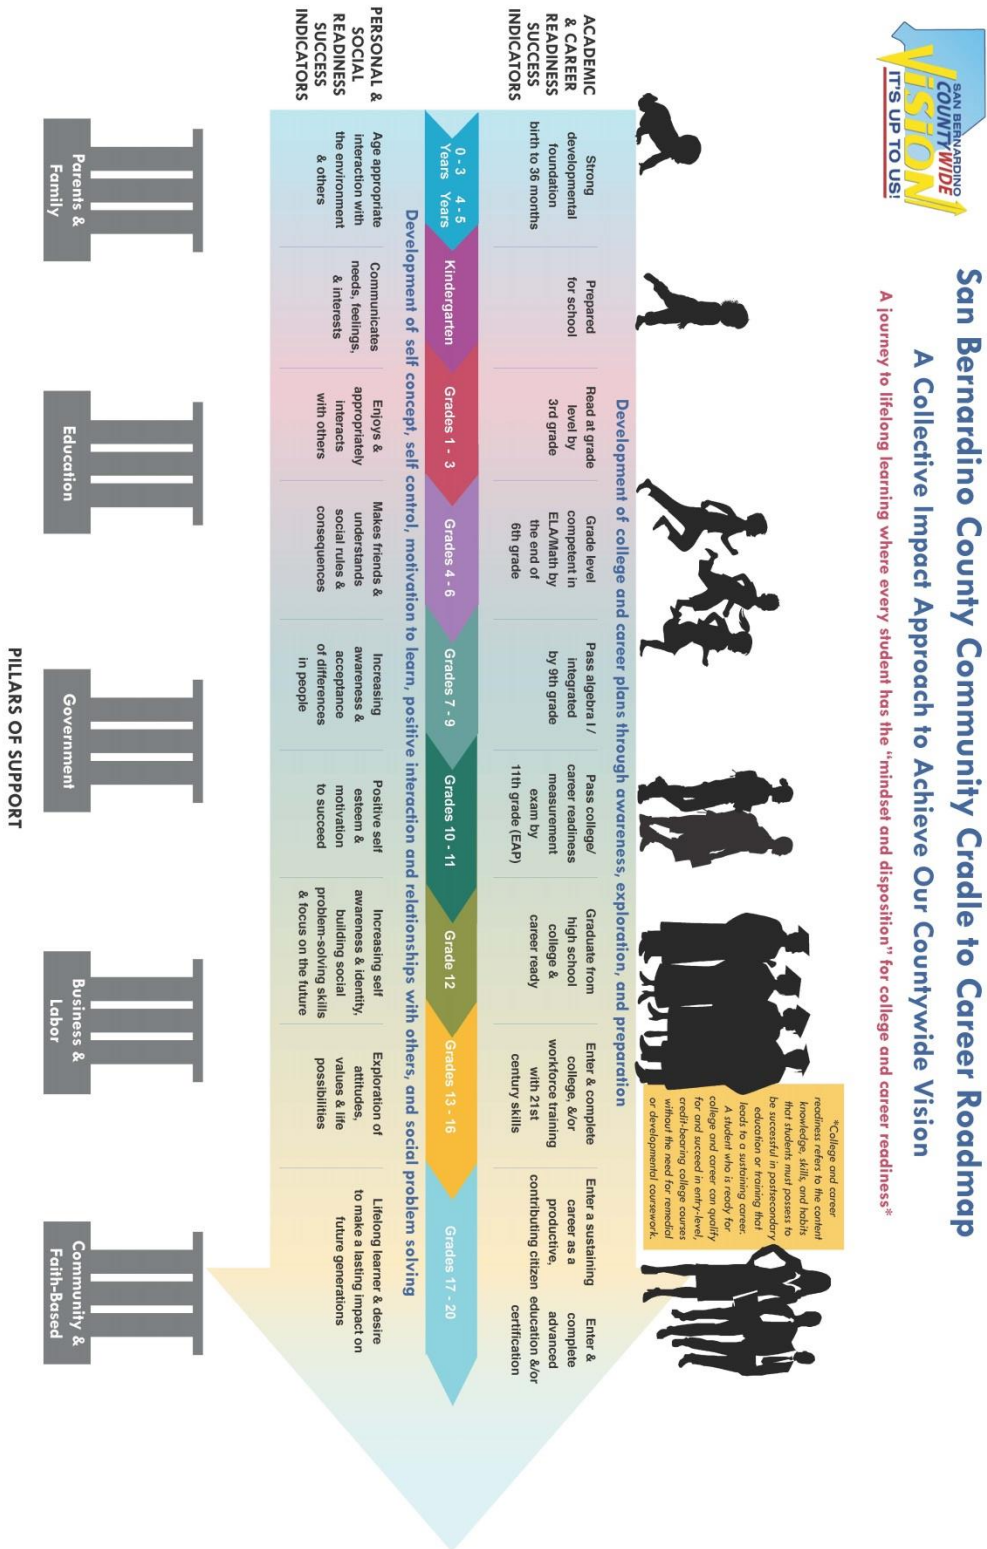 SAN BERNARDINO
COUNTYWIDE
VISION
IT'S UP TO US!
San Bernardino County Community Cradle to Career Roadmap
A Collective Impact Approach to Achieve Our Countywide Vision
A journey to lifelong learning where every student has the "mindset and disposition" for college and career readiness*
*College and career
readiness refers to the content
knowledge, skills, and habits
that students must possess to
be successful in postsecondary
education or training that
leads to a sustaining career.
A student who is ready for
college and career can qualify
for and succeed in entry-level,
credit-bearing college courses
without the need for remedial
or developmental coursework.
Development of college and career plans through awareness, exploration, and preparation
ACADEMIC
& CAREER
READINESS
SUCCESS
INDICATORS
Strong
developmental
foundation
birth to 36 months
Prepared
for school
Read at grade
level by
3rd grade
Grade level
competent in
ELA/Math by
the end of
6th grade
Pass algebra I /
integrated
by 9th grade
Pass college/
career readiness
measurement
exam by
11th grade (EAP)
Graduate from
high school
college &
career ready
Enter & complete
college, &/or
workforce training
with 21st
century skills
Enter a sustaining
career as a
productive,
contributing citizen
Enter &
complete
advanced
education &/or
certification
0 - 3
Years
4 - 5
Years
Kindergarten
Grades 1 - 3
Grades 4 - 6
Grades 7 - 9
Grades 10 - 11
Grade 12
Grades 13 - 16
Grades 17 - 20
Development of self concept, self control, motivation to learn, positive interaction and relationships with others, and social problem solving
PERSONAL &
SOCIAL
READINESS
SUCCESS
INDICATORS
Age appropriate
interaction with
the environment
& others
Communicates
needs, feelings,
& interests
Enjoys &
appropriately
interacts
with others
Makes friends &
understands
social rules &
consequences
Increasing
awareness &
acceptance
of differences
in people
Positive self
esteem &
motivation
to succeed
Increasing self
awareness & identity,
building social
problem-solving skills
& focus on the future
Exploration of
attitudes,
values & life
possibilities
Lifelong learner & desire
to make a lasting impact on
future generations
Parents &
Family
Education
Government
Business &
Labor
Community &
Faith-Based
PILLARS OF SUPPORT